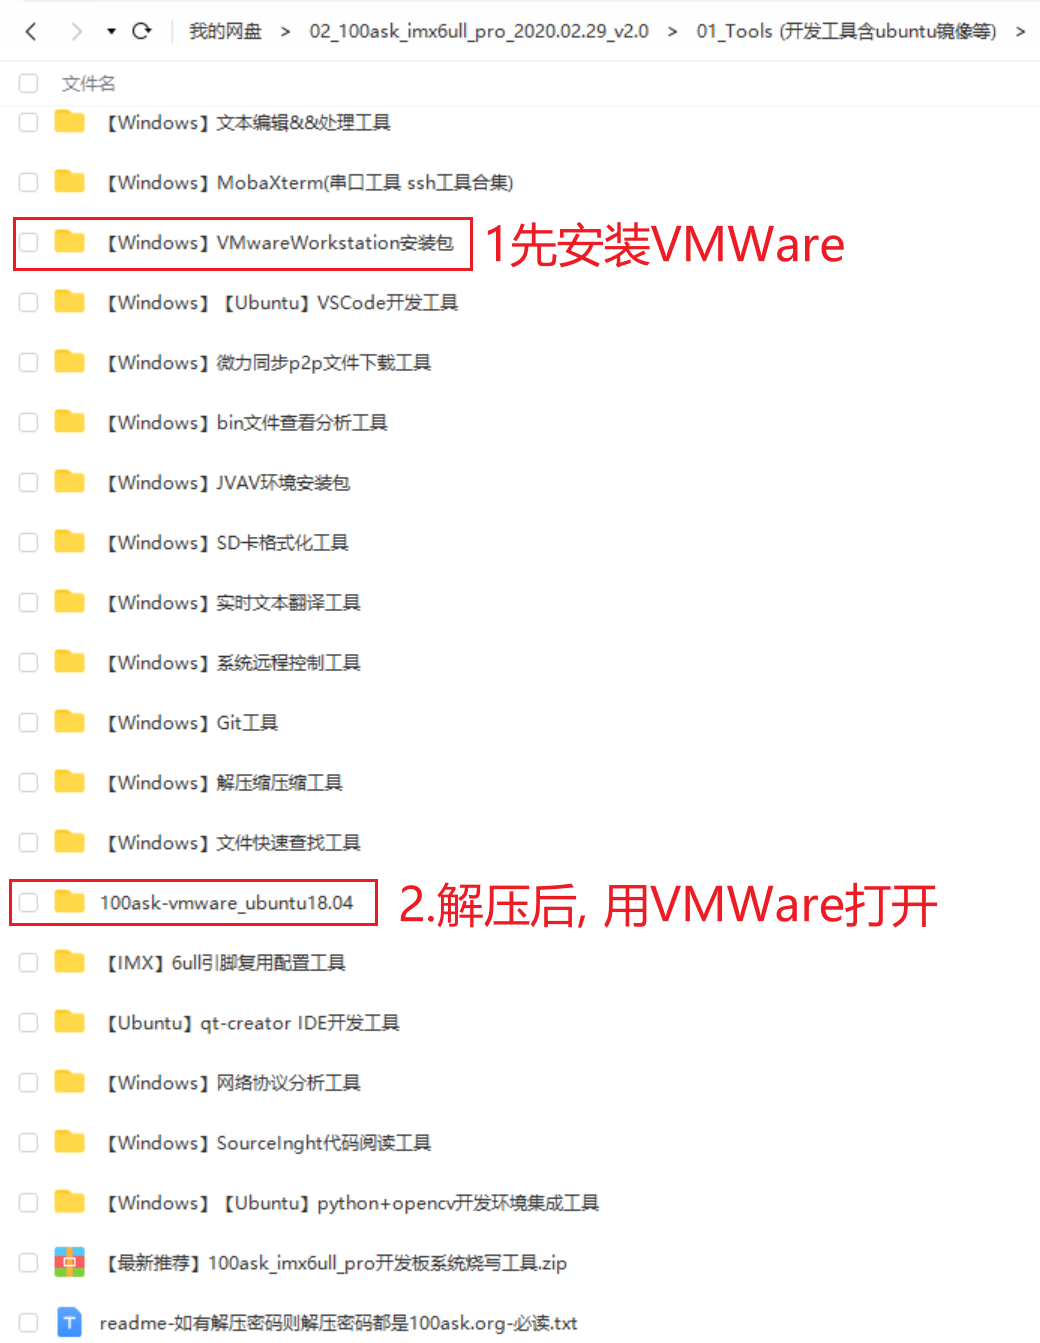 我的网盘 > 02_100ask_imx6ull_pro_2020.02.29_v2.0 > 01_Tools (开发工具含ubuntu镜像等) >
文件名
【Windows】文本编辑&&处理工具
【Windows】MobaXterm(串口工具 ssh工具合集)
【Windows】VMwareWorkstation安装包 1先安装VMWare
【Windows】【Ubuntu】VSCode开发工具
【Windows】微力同步p2p文件下载工具
【Windows】bin文件查看分析工具
【Windows】JVAV环境安装包
【Windows】SD卡格式化工具
【Windows】实时文本翻译工具
【Windows】系统远程控制工具
【Windows】Git工具
【Windows】解压缩压缩工具
【Windows】文件快速查找工具
100ask-vmware_ubuntu18.04 2.解压后, 用VMWare打开
【IMX】6ull引脚复用配置工具
【Ubuntu】qt-creator IDE开发工具
【Windows】网络协议分析工具
【Windows】SourceInght代码阅读工具
【Windows】【Ubuntu】python+opencv开发环境集成工具
【最新推荐】100ask_imx6ull_pro开发板系统烧写工具.zip
readme-如有解压密码则解压密码都是100ask.org-必读.txt